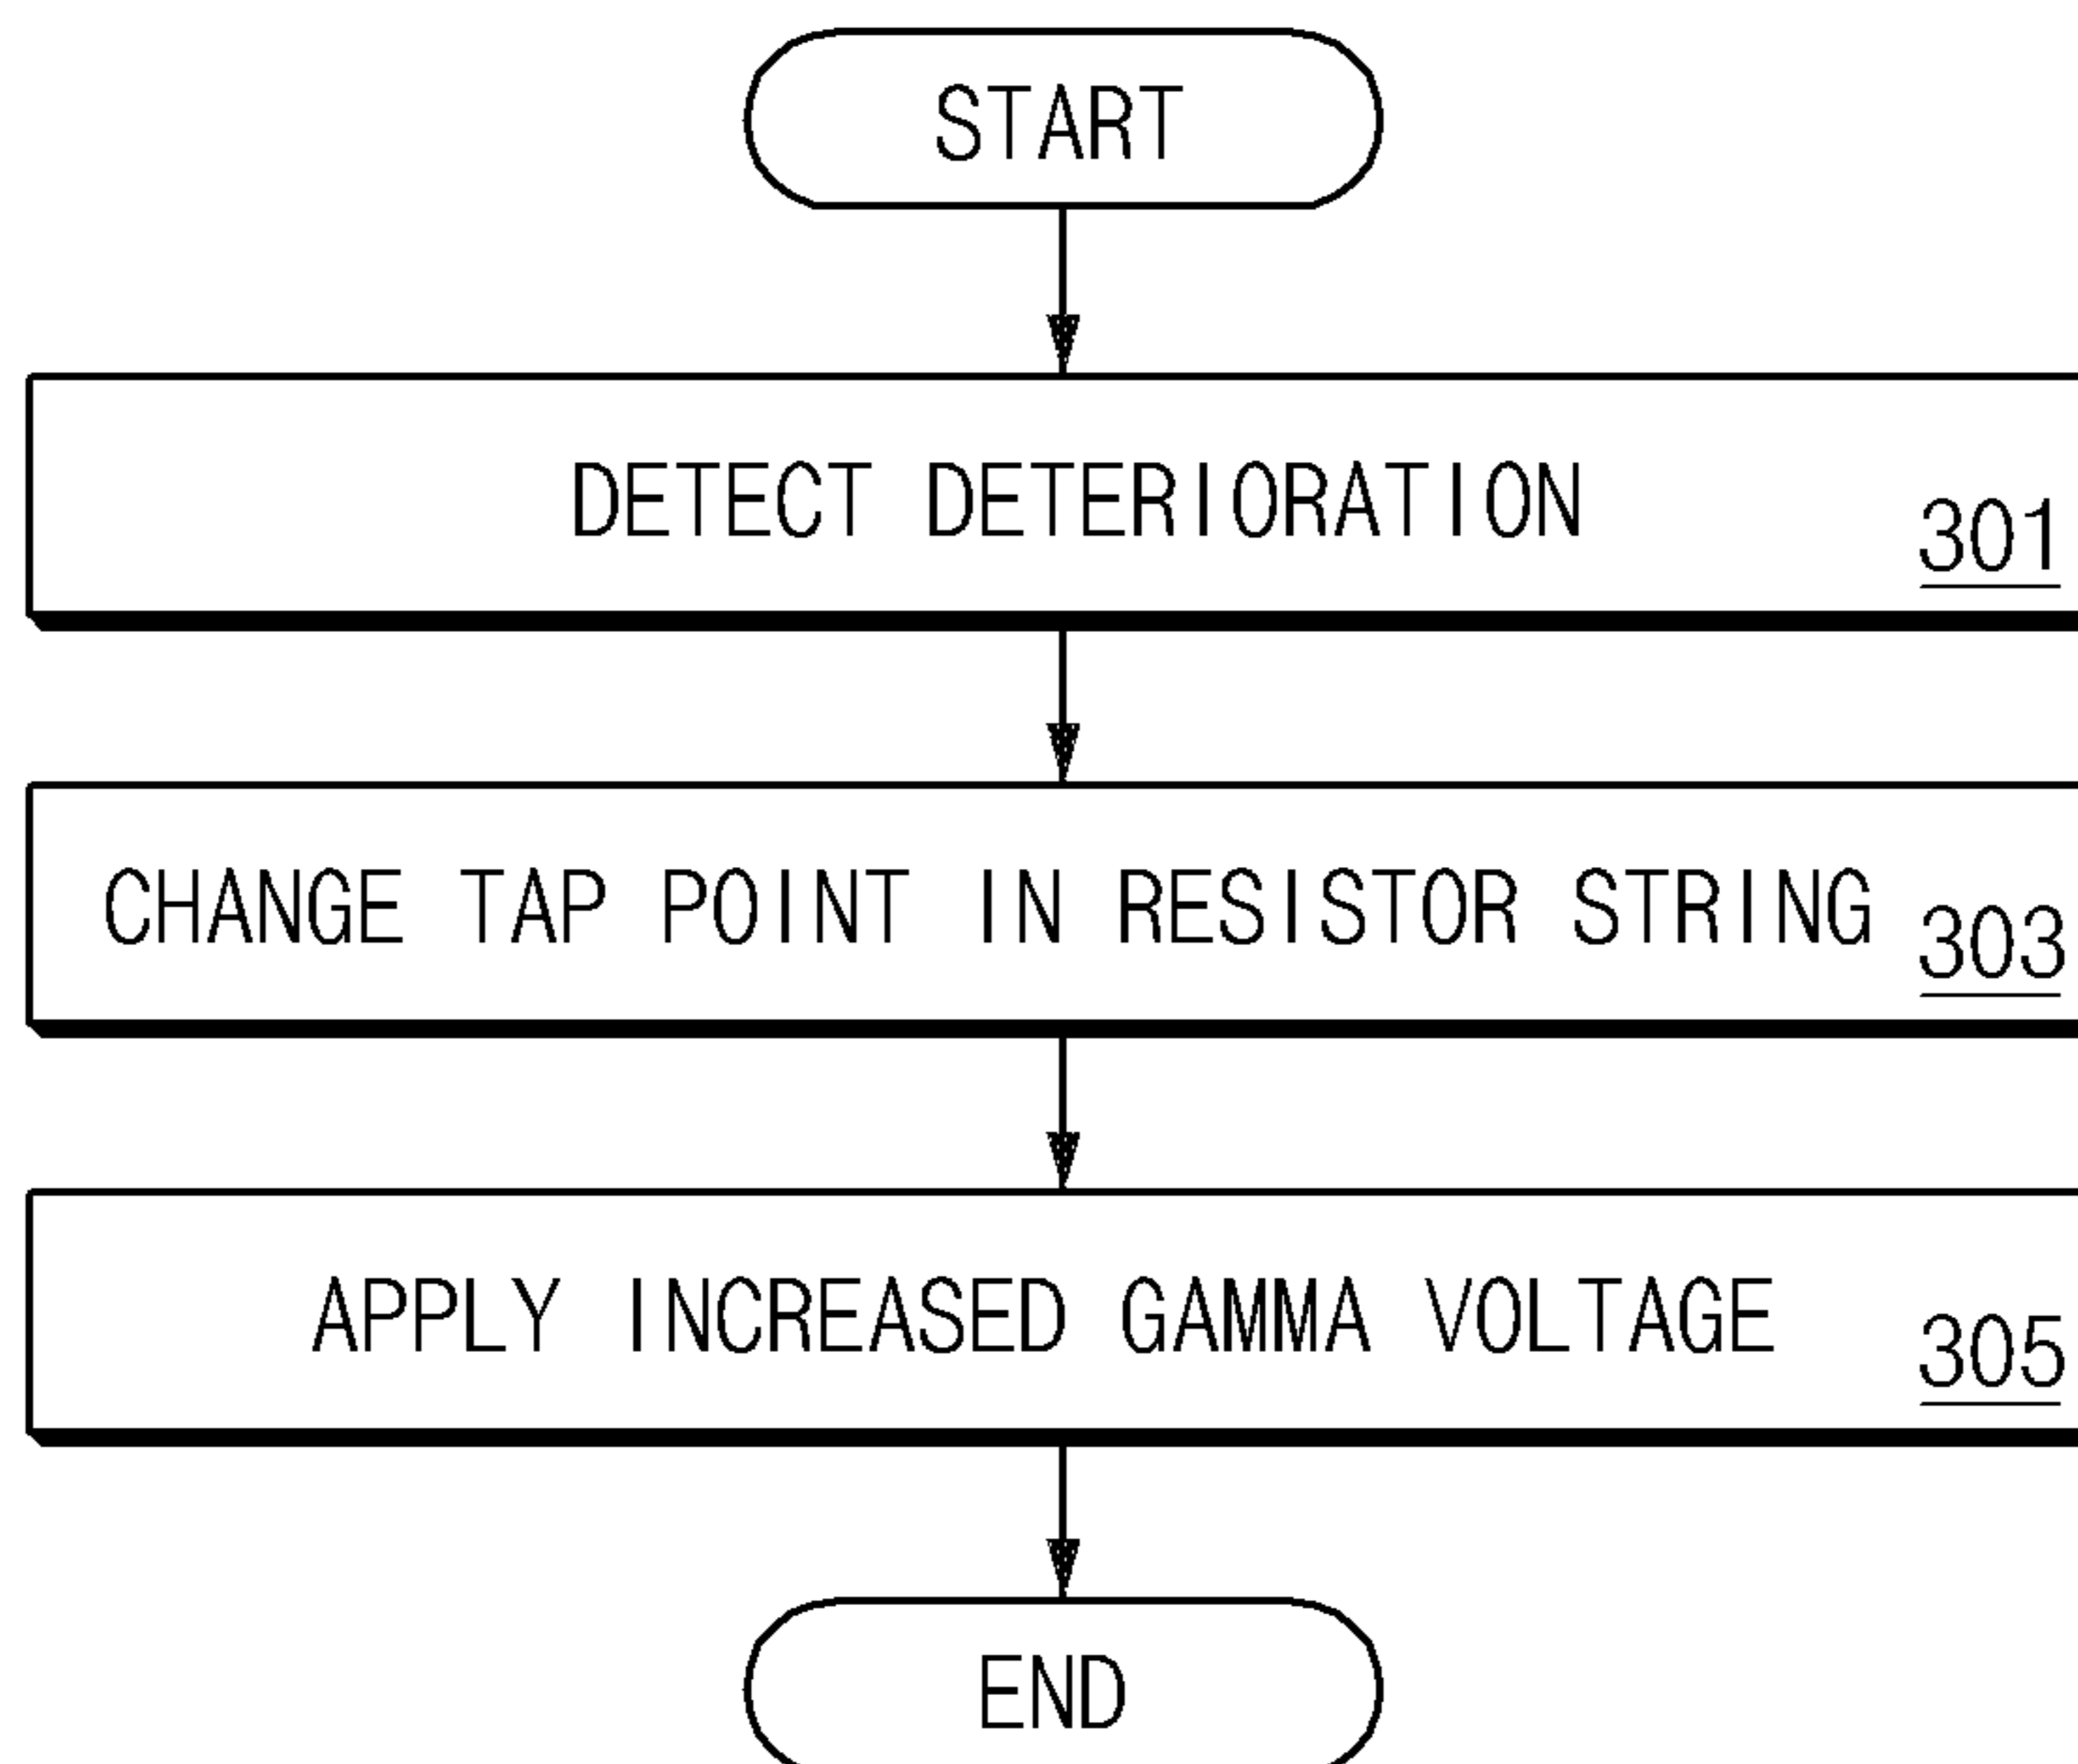 START
DETECT DETERIORATION
301
CHANGE TAP POINT IN RESISTOR STRING
303
APPLY INCREASED GAMMA VOLTAGE
305
END